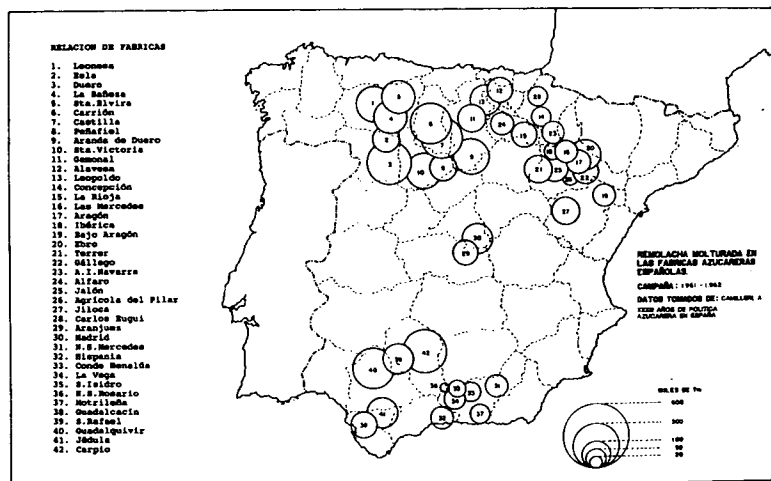 RELACION DE FABRICAS
1. Leonesa
2. Esla
3. Duero
4. La Bañeza
5. Sta.Elvira
6. Carrión
7. Castilla
8. Peñafiel
9. Aranda de Duero
10. Sta.Victoria
11. Gamonal
12. Alavesa
13. Leopoldo
14. Concepción
15. La Rioja
16. Las Mercedes
17. Aragón
18. Ibérica
19. Bajo Aragón
20. Ebro
21. Terrer
22. Gállego
23. A.I.Navarra
24. Alfaro
25. Jalón
26. Agrícola del Pilar
27. Jiloca
28. Carlos Eugui
29. Aranjuez
30. Madrid
31. N.S.Mercedes
32. Hispania
33. Conde Benalúa
34. La Vega
35. S.Isidro
36. N.S.Rosario
37. Motrileña
38. Guadalcacín
39. S.Rafael
40. Guadalquivir
41. Jédula
42. Carpio
REMOLACHA MOLTURADA EN
LAS FABRICAS AZUCARERAS
ESPAÑOLAS.
CAMPAÑA: 1961-1962
DATOS TOMADOS DE: CAMILLERI, A
XXXII AÑOS DE POLITICA
AZUCARERA EN ESPAÑA
MILES DE Tm
400
200
100
50
20